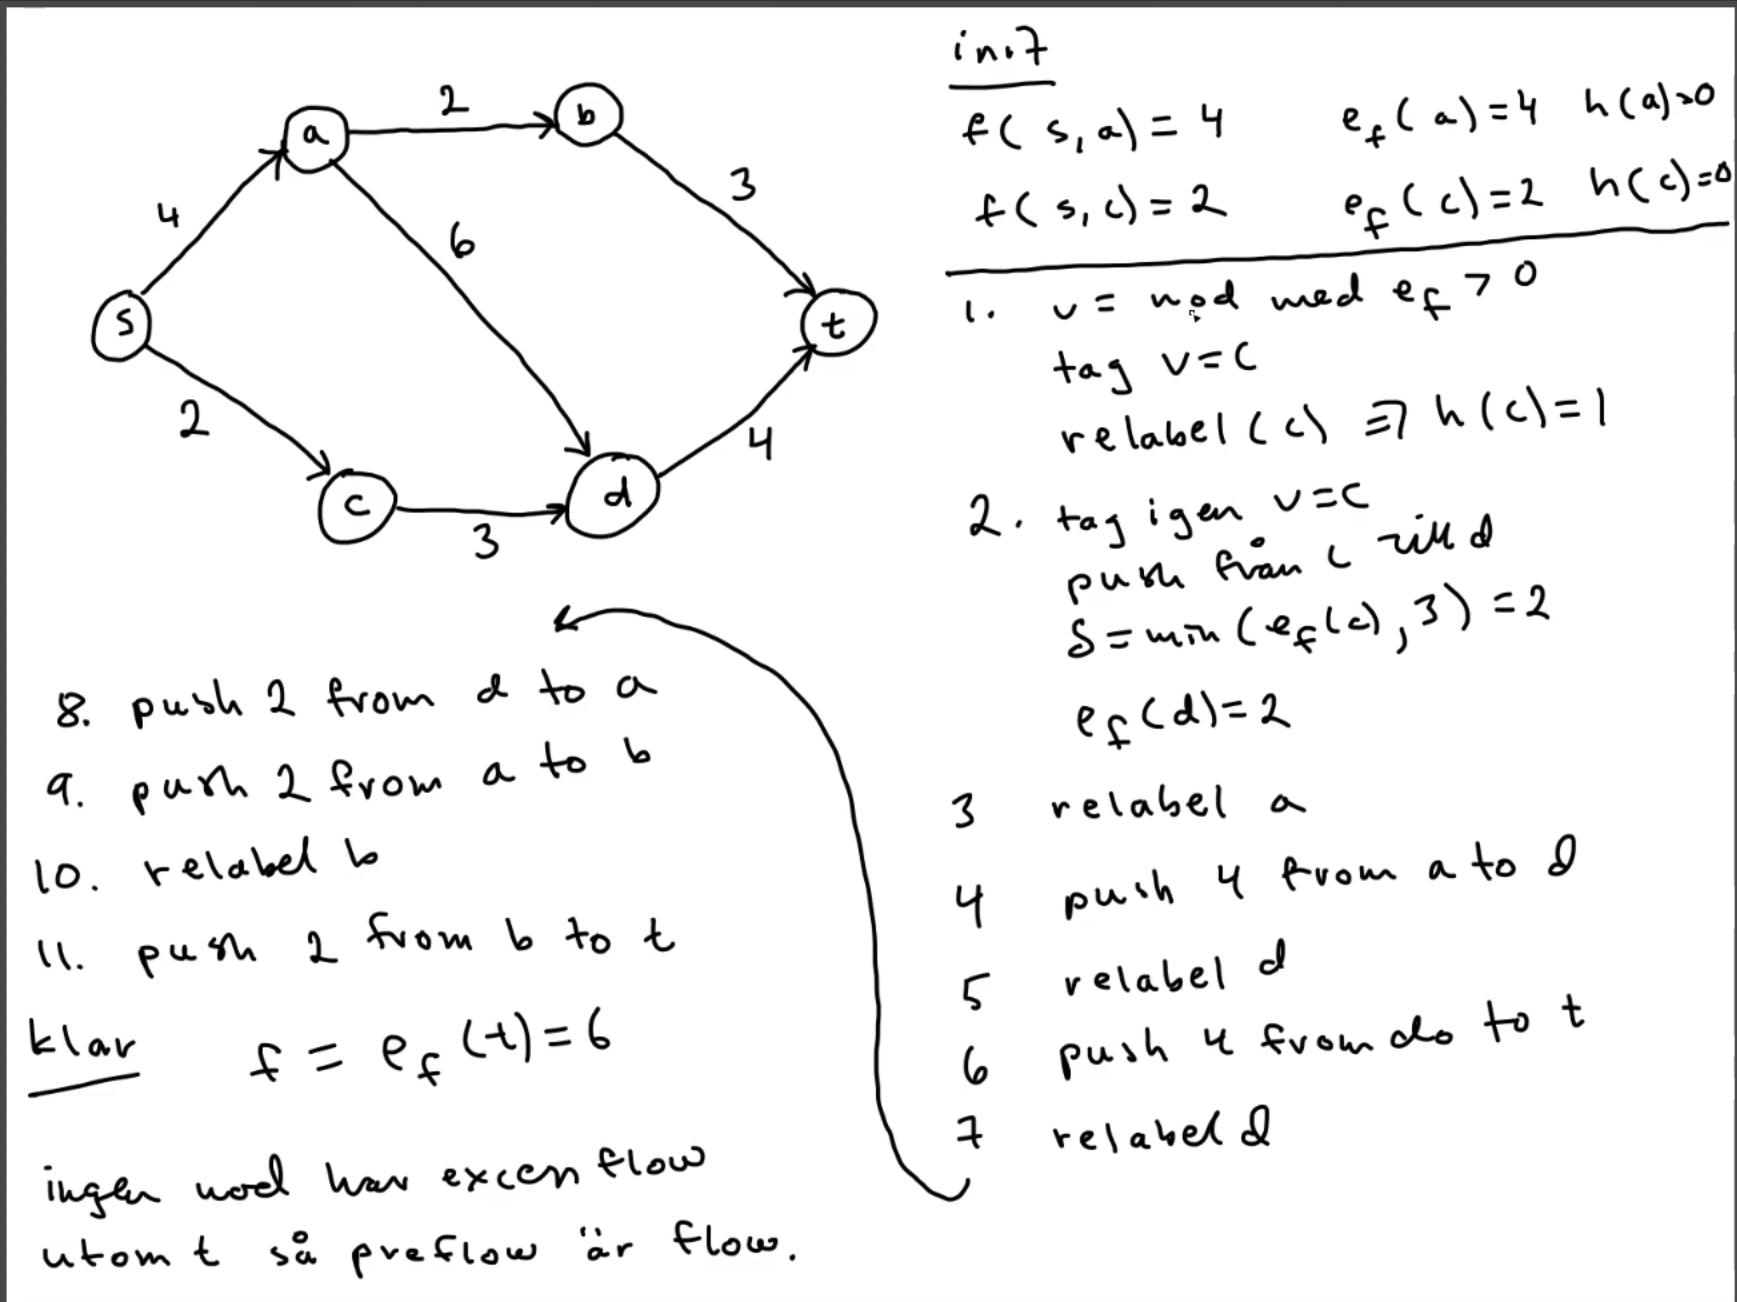 init
f(s,a) = 4 e_f(a)=4 h(a)=0
f(s,c) = 2 e_f(c)=2 h(c)=0
1. v = nod med e_f > 0
tag v=c
relabel(c) => h(c)=1
2. tag igen v=c
push från c till d
δ = min(e_f(c), 3) = 2
e_f(d)=2
3 relabel a
4 push 4 from a to d
5 relabel d
6 push 4 from do to t
7 relabel d
8. push 2 from d to a
9. push 2 from a to b
10. relabel b
11. push 2 from b to t
klar f = e_f(t)=6
ingen nod har excess flow
utom t så preflow är flow.
s
a
b
c
d
t
4
2
2
6
3
3
4